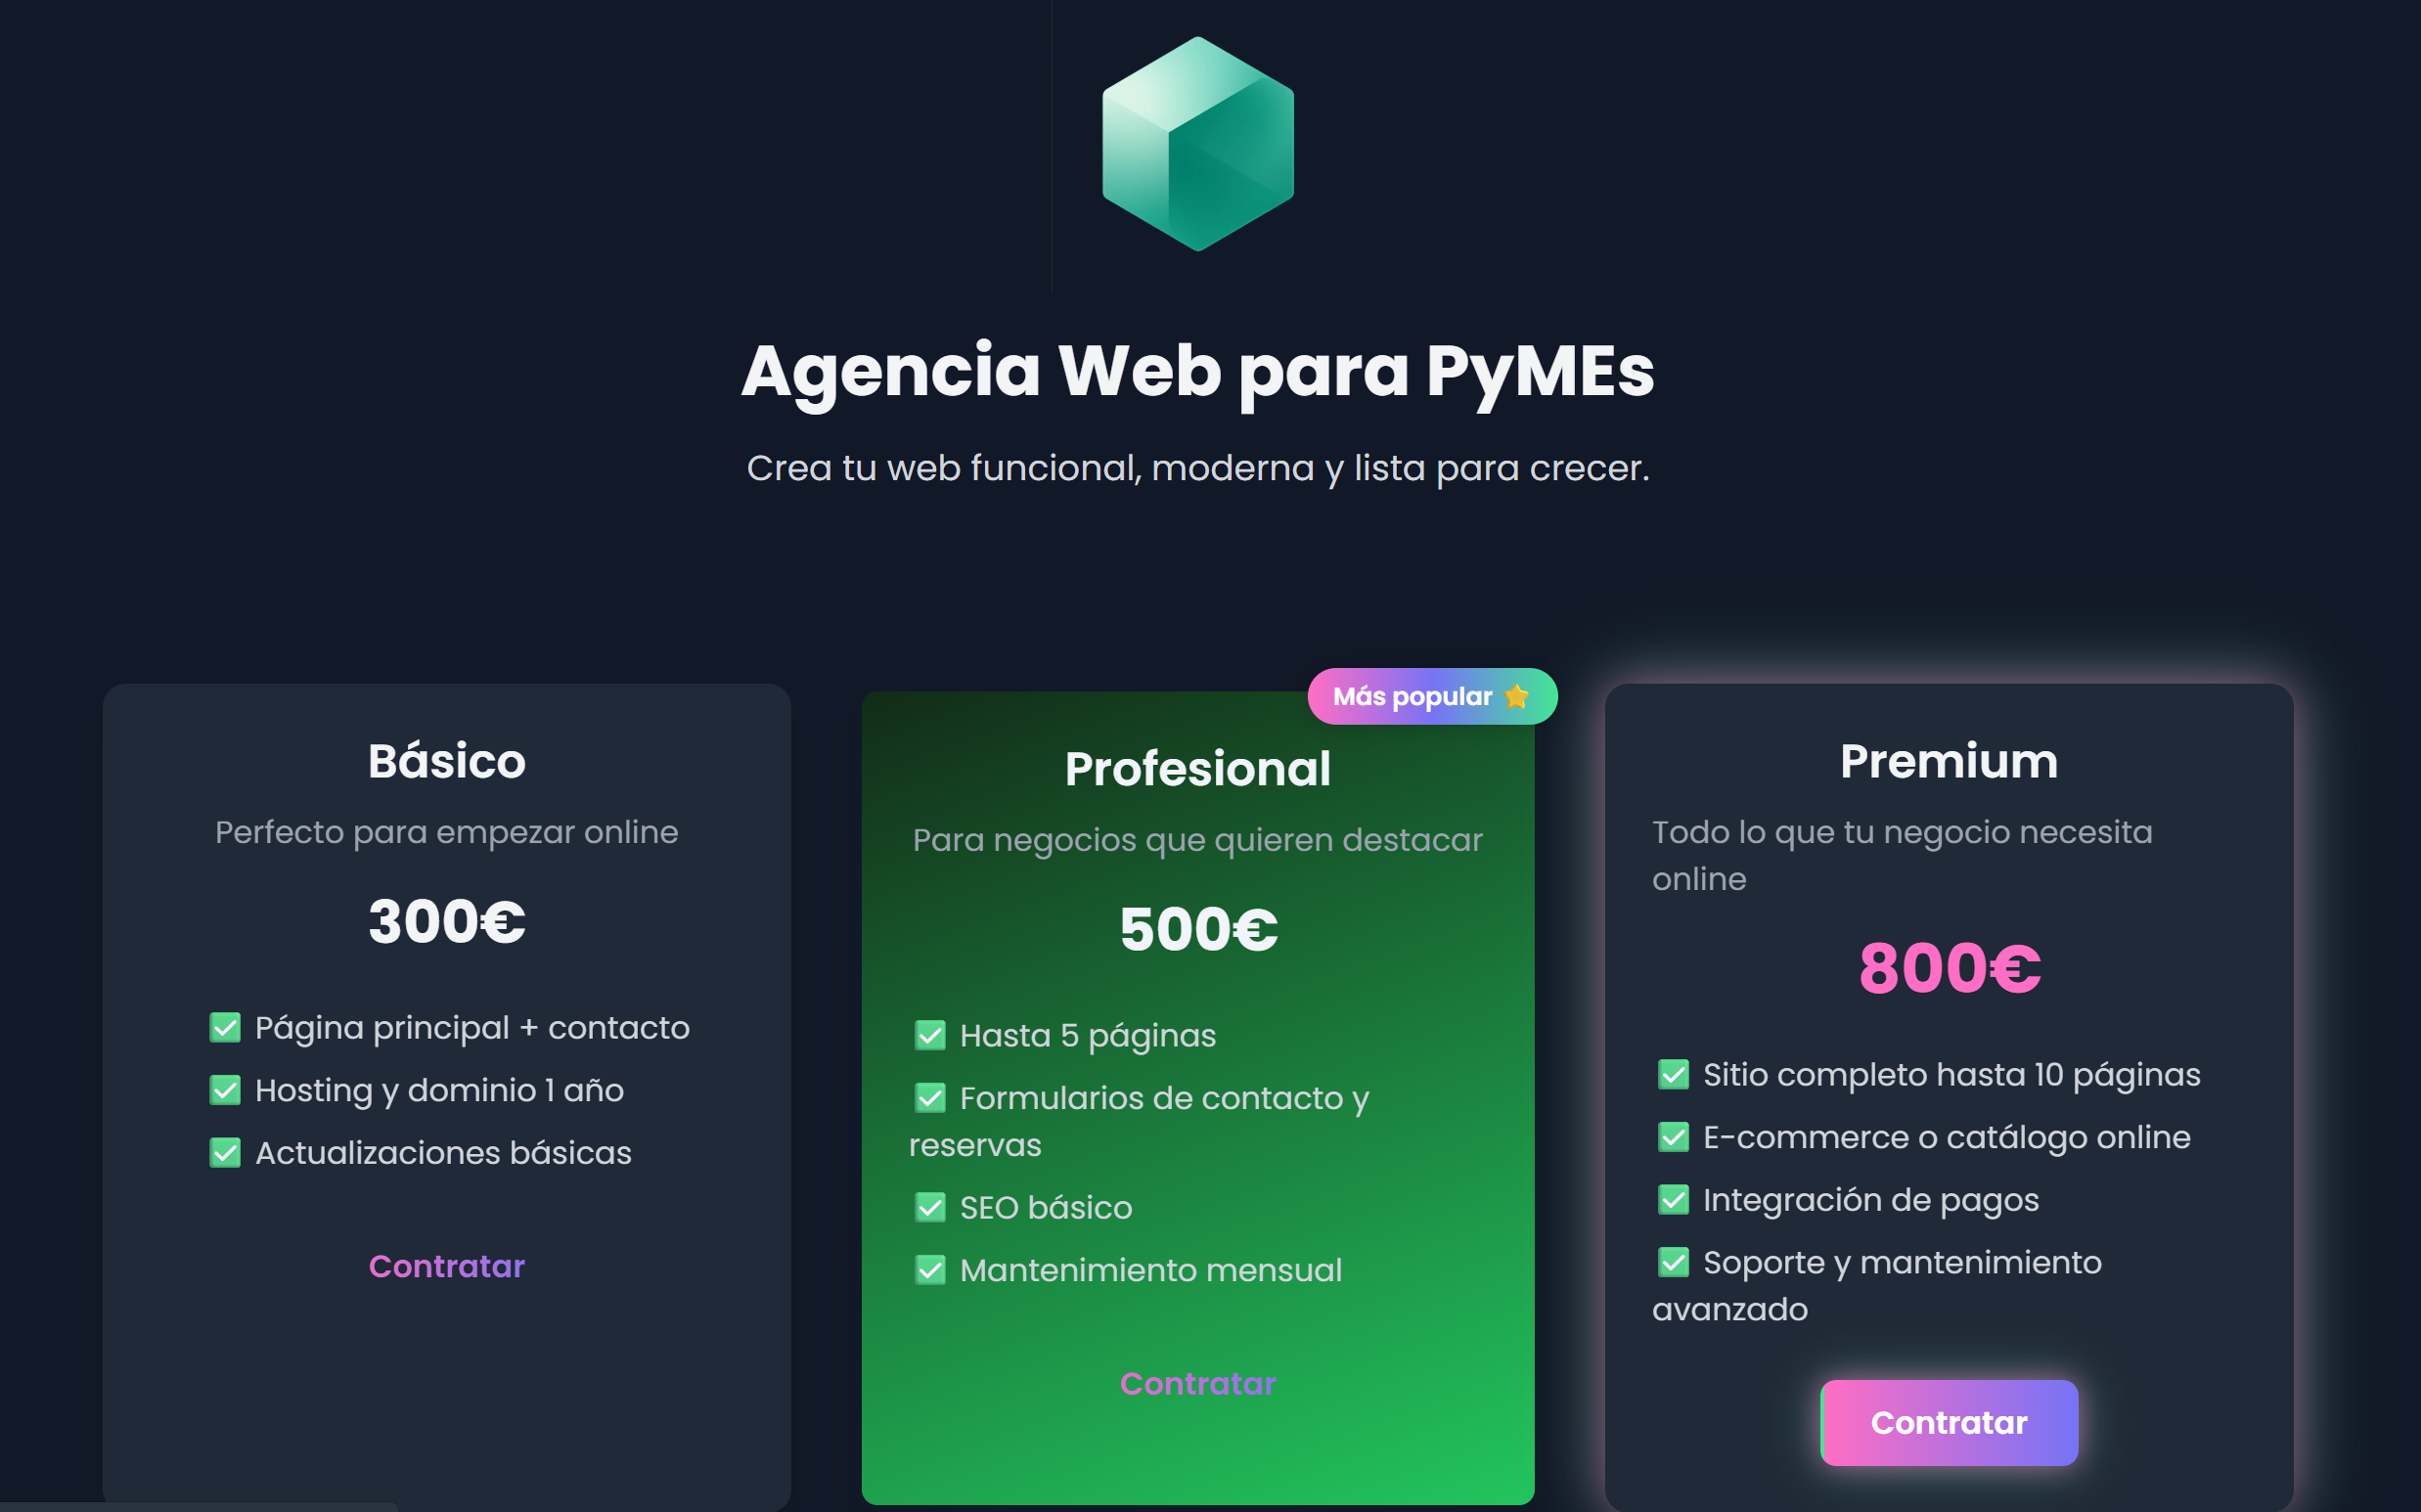 Agencia Web para PyMEs
Crea tu web funcional, moderna y lista para crecer.
Básico
Perfecto para empezar online
300€
✅ Página principal + contacto
✅ Hosting y dominio 1 año
✅ Actualizaciones básicas
Contratar
Más popular ⭐
Profesional
Para negocios que quieren destacar
500€
✅ Hasta 5 páginas
✅ Formularios de contacto y
reservas
✅ SEO básico
✅ Mantenimiento mensual
Contratar
Premium
Todo lo que tu negocio necesita
online
800€
✅ Sitio completo hasta 10 páginas
✅ E-commerce o catálogo online
✅ Integración de pagos
✅ Soporte y mantenimiento
avanzado
Contratar